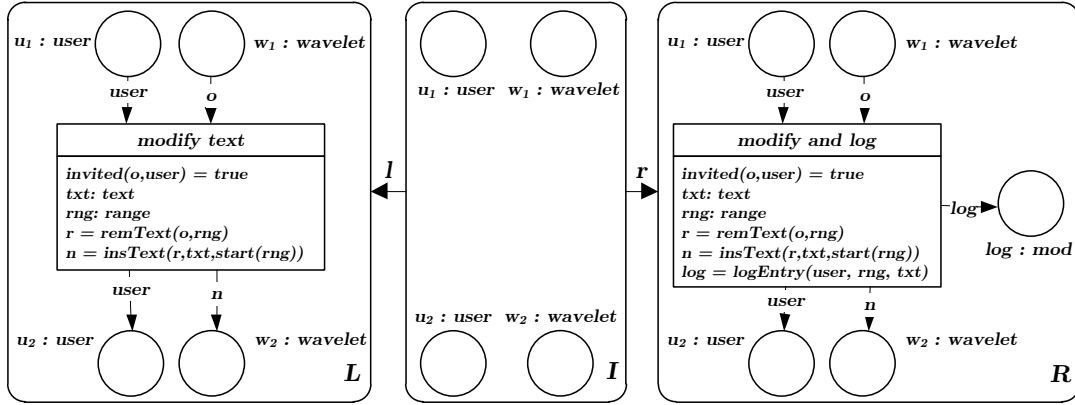 u₁ : user
w₁ : wavelet
user
o
modify text
invited(o,user) = true
txt: text
rng: range
r = remText(o,rng)
n = insText(r,txt,start(rng))
user
n
u₂ : user
w₂ : wavelet
L
l
u₁ : user
w₁ : wavelet
u₂ : user
w₂ : wavelet
I
r
u₁ : user
w₁ : wavelet
user
o
modify and log
invited(o,user) = true
txt: text
rng: range
r = remText(o,rng)
n = insText(r,txt,start(rng))
log = logEntry(user, rng, txt)
log
log : mod
user
n
u₂ : user
w₂ : wavelet
R